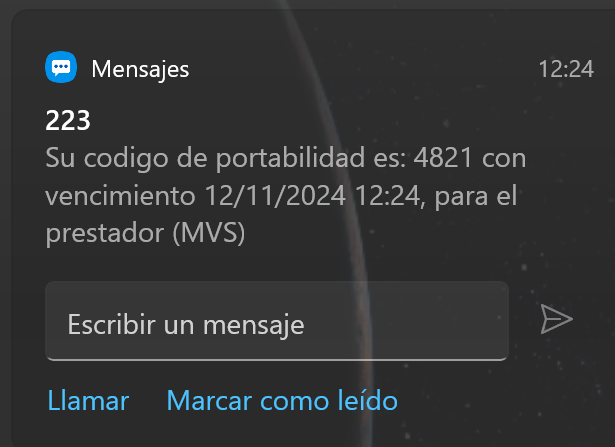 Mensajes 12:24
223
Su codigo de portabilidad es: 4821 con
vencimiento 12/11/2024 12:24, para el
prestador (MVS)
Escribir un mensaje
Llamar Marcar como leído